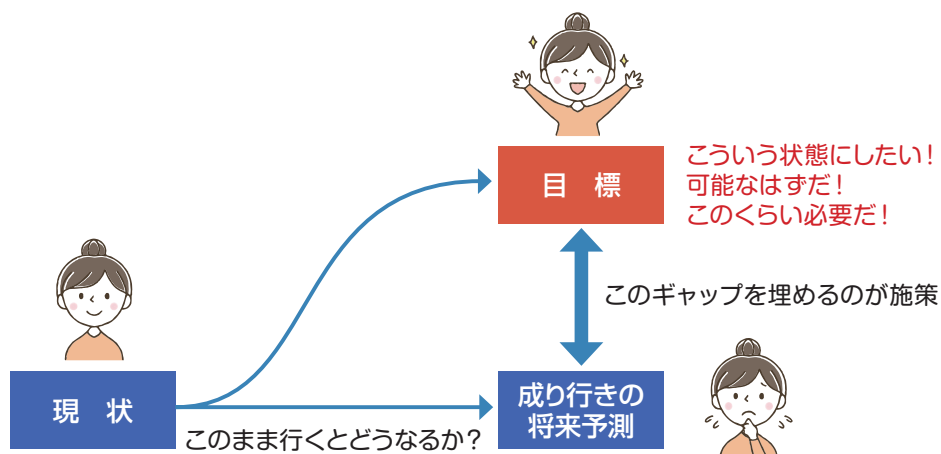 目 標
こういう状態にしたい！
可能なはずだ！
このくらい必要だ！
このギャップを埋めるのが施策
現 状
このまま行くとどうなるか？
成り行きの
将来予測